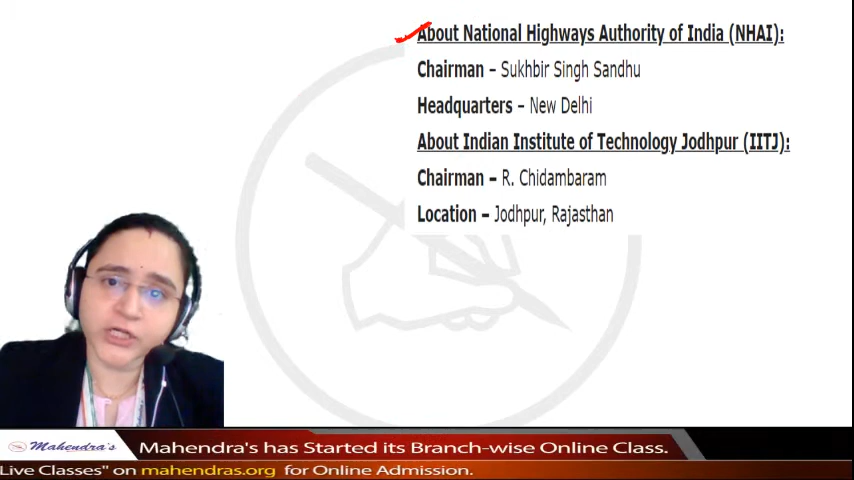 About National Highways Authority of India (NHAI):
Chairman – Sukhbir Singh Sandhu
Headquarters – New Delhi
About Indian Institute of Technology Jodhpur (IITJ):
Chairman – R. Chidambaram
Location – Jodhpur, Rajasthan
Mahendra's Mahendra's has Started its Branch-wise Online Class.
Live Classes" on mahendras.org for Online Admission.